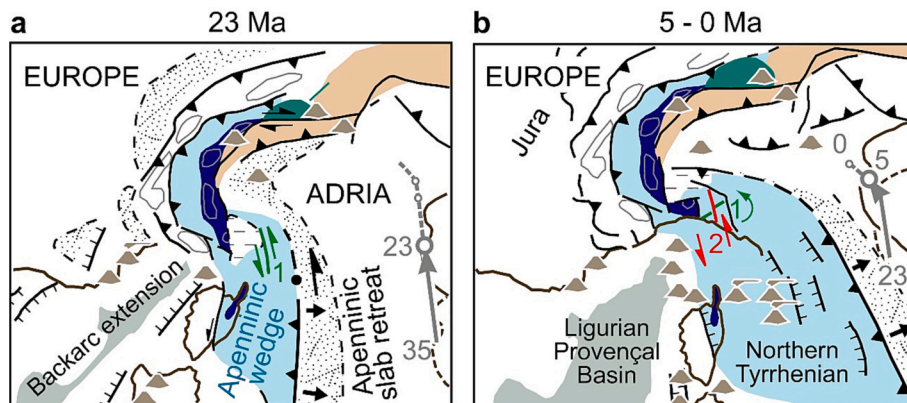 a
23 Ma
EUROPE
ADRIA
23
35
1
Backarc extension
Apenninic
wedge
Apenninic
slab retreat
b
5 - 0 Ma
EUROPE
Jura
0
5
23
1
2
Ligurian
Provençal
Basin
Northern
Tyrrhenian